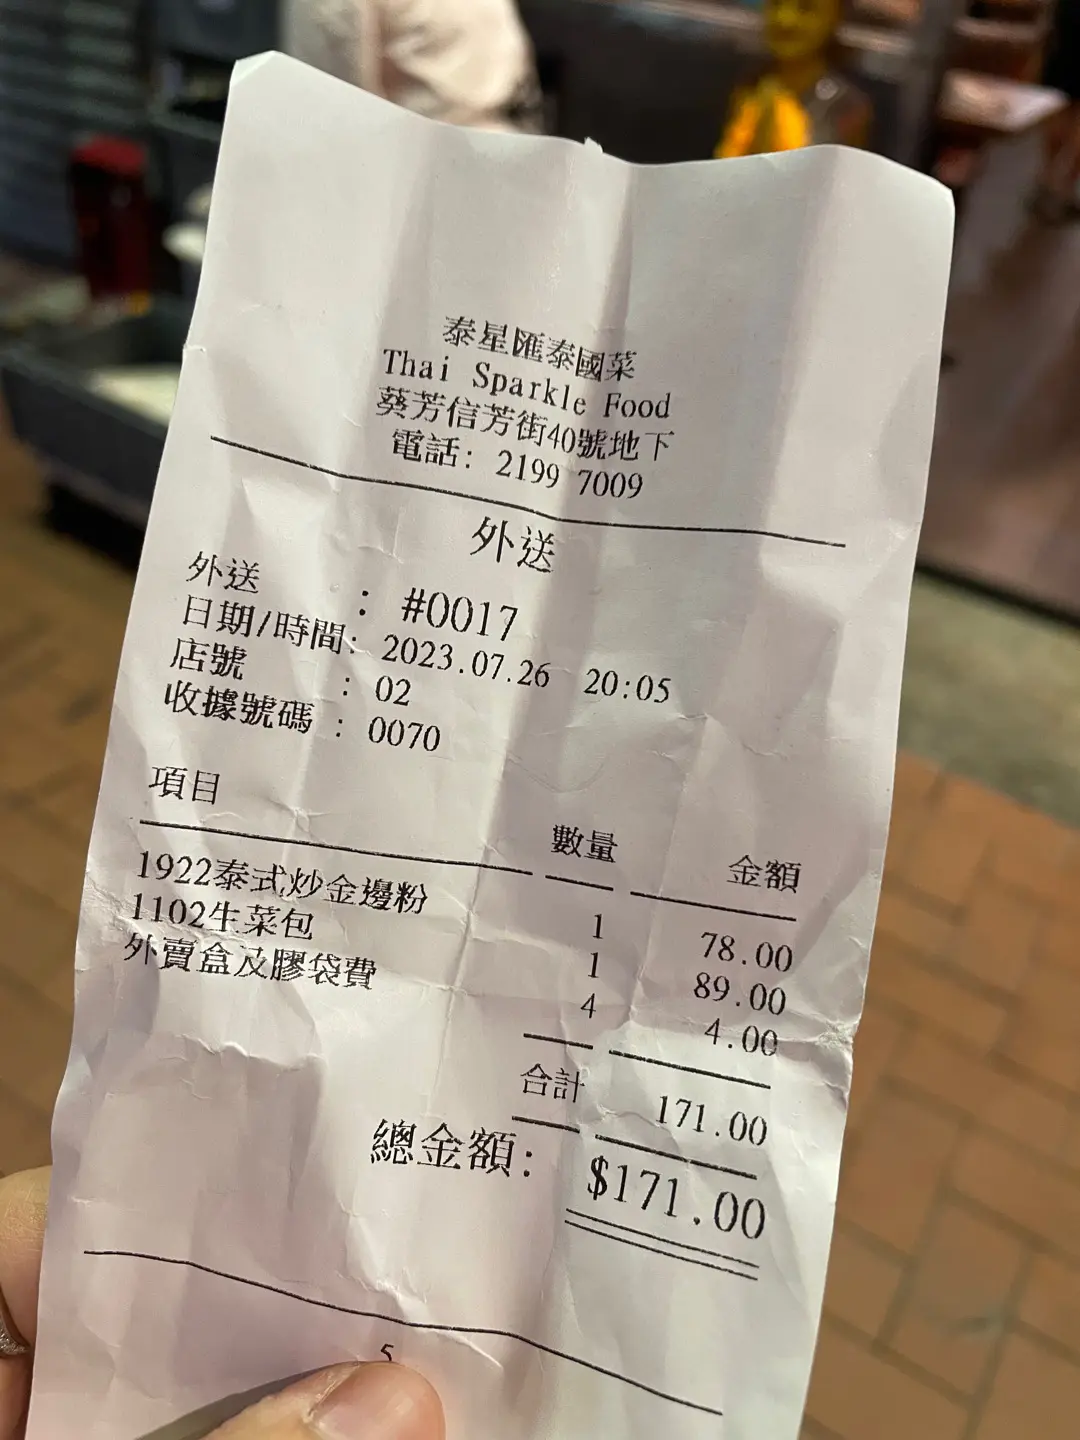 泰星匯泰國菜
Thai Sparkle Food
葵芳信芳街40號地下
電話: 2199 7009
外送
外送 : #0017
日期/時間: 2023.07.26 20:05
店號 : 02
收據號碼 : 0070
項目 數量 金額
1922泰式炒金邊粉 1 78.00
1102生菜包 1 89.00
外賣盒及膠袋費 4 4.00
合計 171.00
總金額: $171.00
5